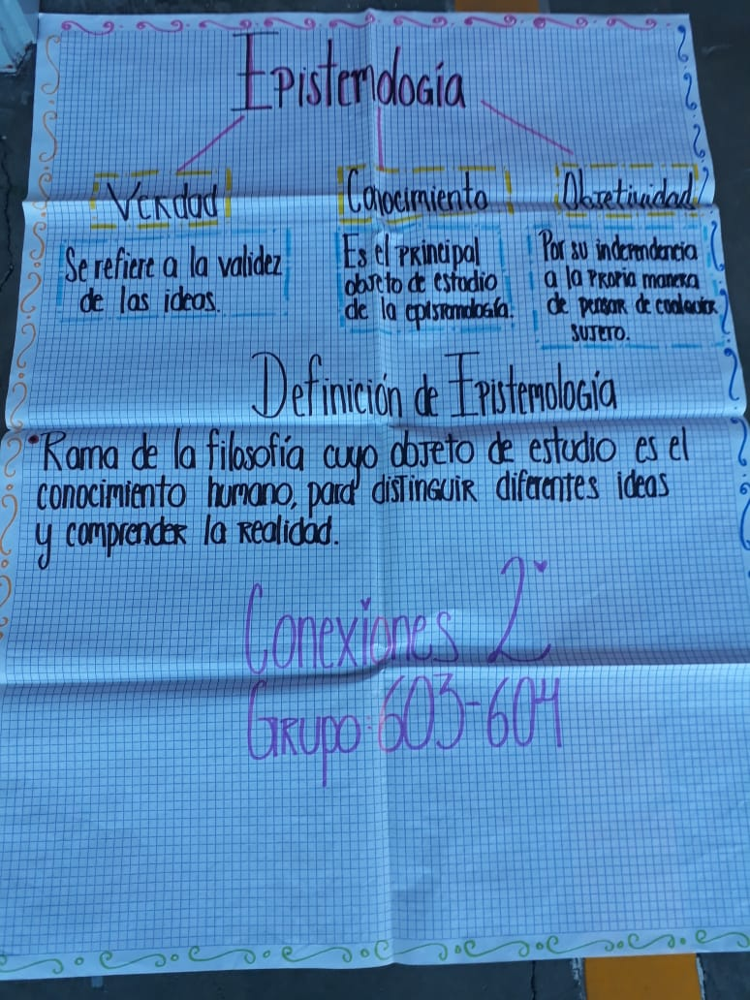 Epistemología
Verdad
Conocimiento
Objetividad
Se refiere a la validez
de las ideos.
Es el principal
objeto de estudio
de la epistamología.
Por su independencia
a la propia manera
de pensar de cualquier
sujeto.
Definición de Epistemología
•Rama de la filosofía cuyo objeto de estudio es el
conocimiento humano, para distinguir diferentes ideas
y comprender la realidad.
Conexiones 2
Grupo: 603-604